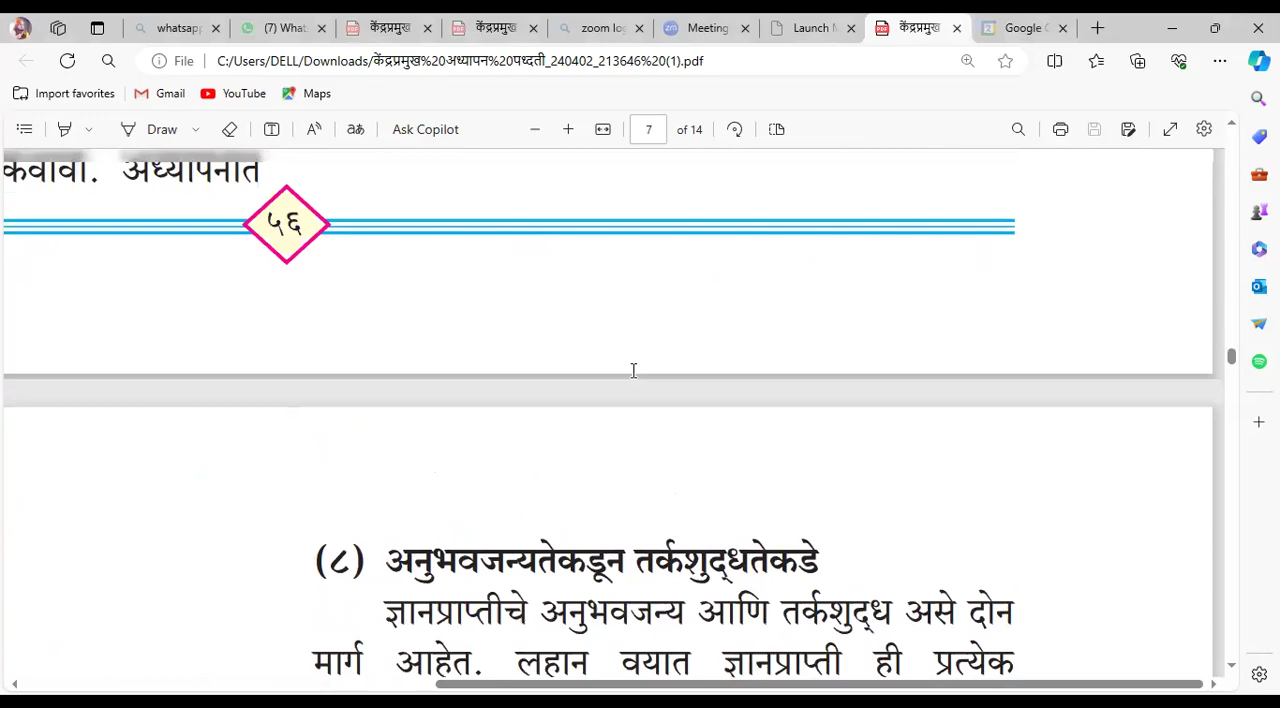 whatsapp
(7) What
केंद्रप्रमुख
केंद्रप्रमुख
zoom log
Meeting
Launch M
केंद्रप्रमुख
Google C
File
C:/Users/DELL/Downloads/केंद्रप्रमुख%20अध्यापन%20पध्दती_240402_213646%20(1).pdf
Import favorites
Gmail
YouTube
Maps
Draw
Ask Copilot
7 of 14
कवावा. अध्यापनात
५६
(८) अनुभवजन्यतेकडून तर्कशुद्धतेकडे
ज्ञानप्राप्तीचे अनुभवजन्य आणि तर्कशुद्ध असे दोन
मार्ग आहेत. लहान वयात ज्ञानप्राप्ती ही प्रत्येक